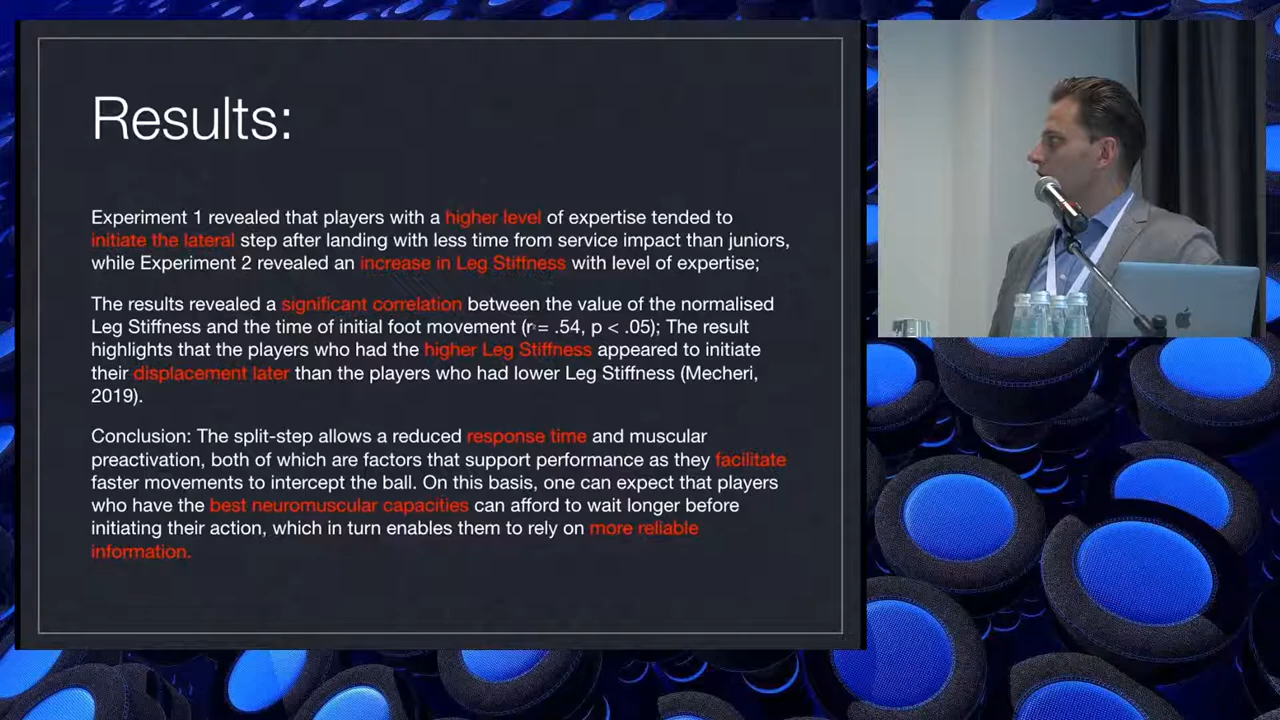 Results:
Experiment 1 revealed that players with a higher level of expertise tended to
initiate the lateral step after landing with less time from service impact than juniors,
while Experiment 2 revealed an increase in Leg Stiffness with level of expertise;
The results revealed a significant correlation between the value of the normalised
Leg Stiffness and the time of initial foot movement (r = .54, p < .05); The result
highlights that the players who had the higher Leg Stiffness appeared to initiate
their displacement later than the players who had lower Leg Stiffness (Mecheri,
2019).
Conclusion: The split-step allows a reduced response time and muscular
preactivation, both of which are factors that support performance as they facilitate
faster movements to intercept the ball. On this basis, one can expect that players
who have the best neuromuscular capacities can afford to wait longer before
initiating their action, which in turn enables them to rely on more reliable
information.